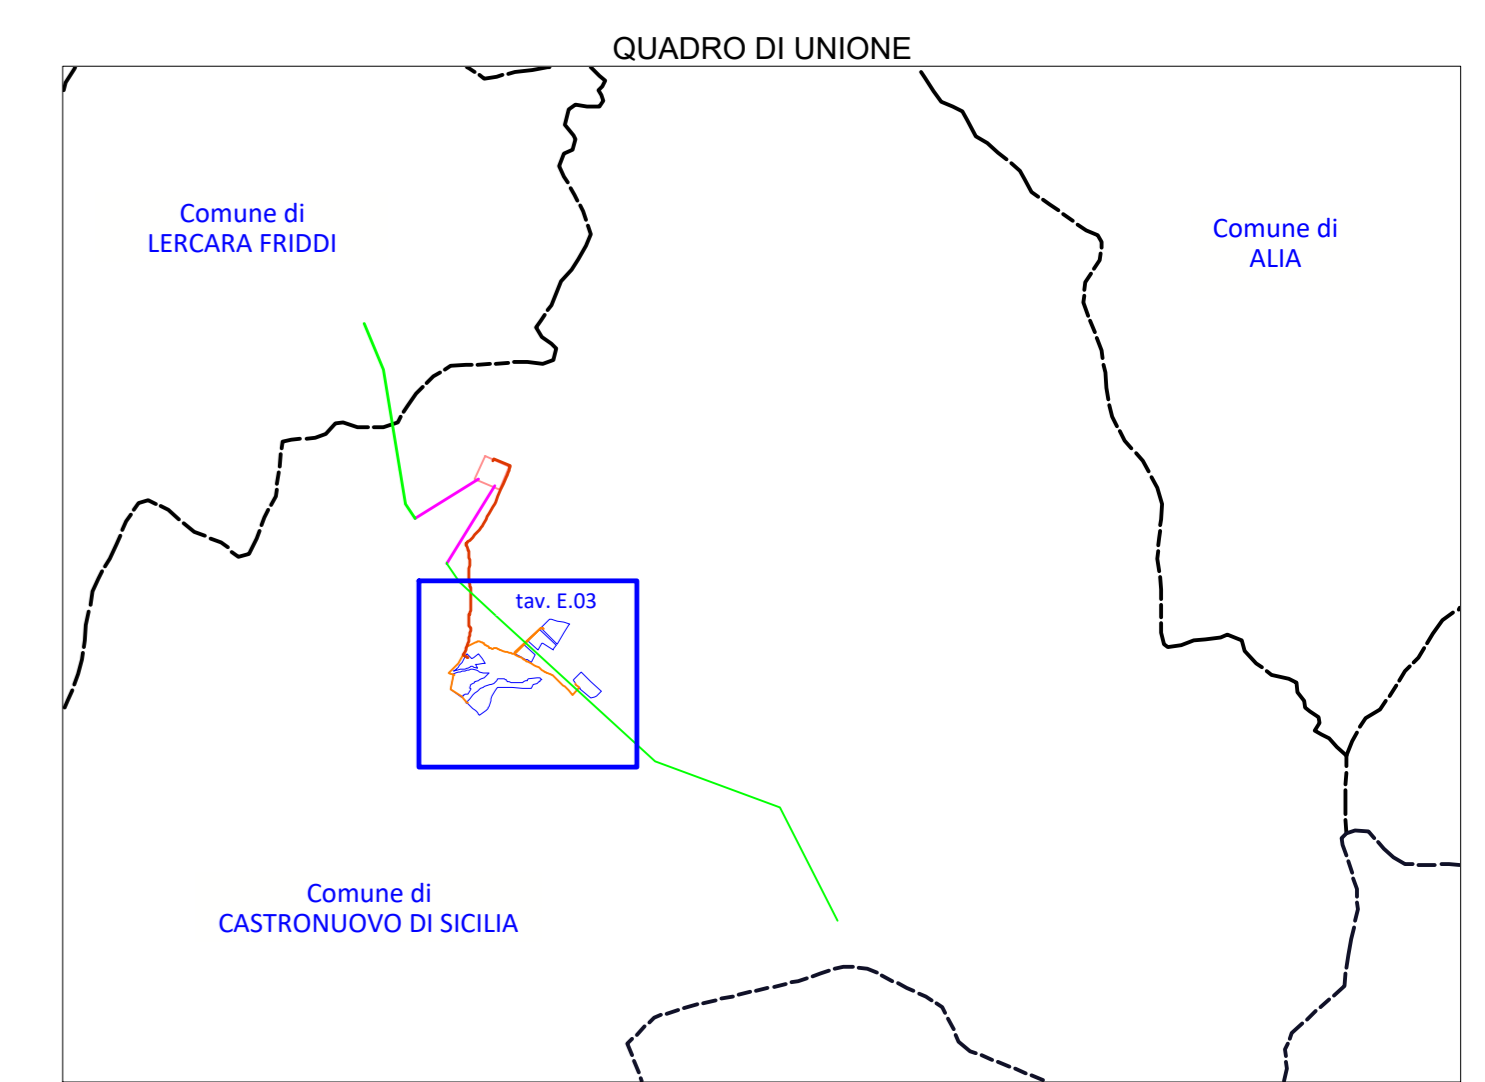 QUADRO DI UNIONE
Comune di
LERCARA FRIDDI
Comune di
ALIA
tav. E.03
Comune di
CASTRONUOVO DI SICILIA